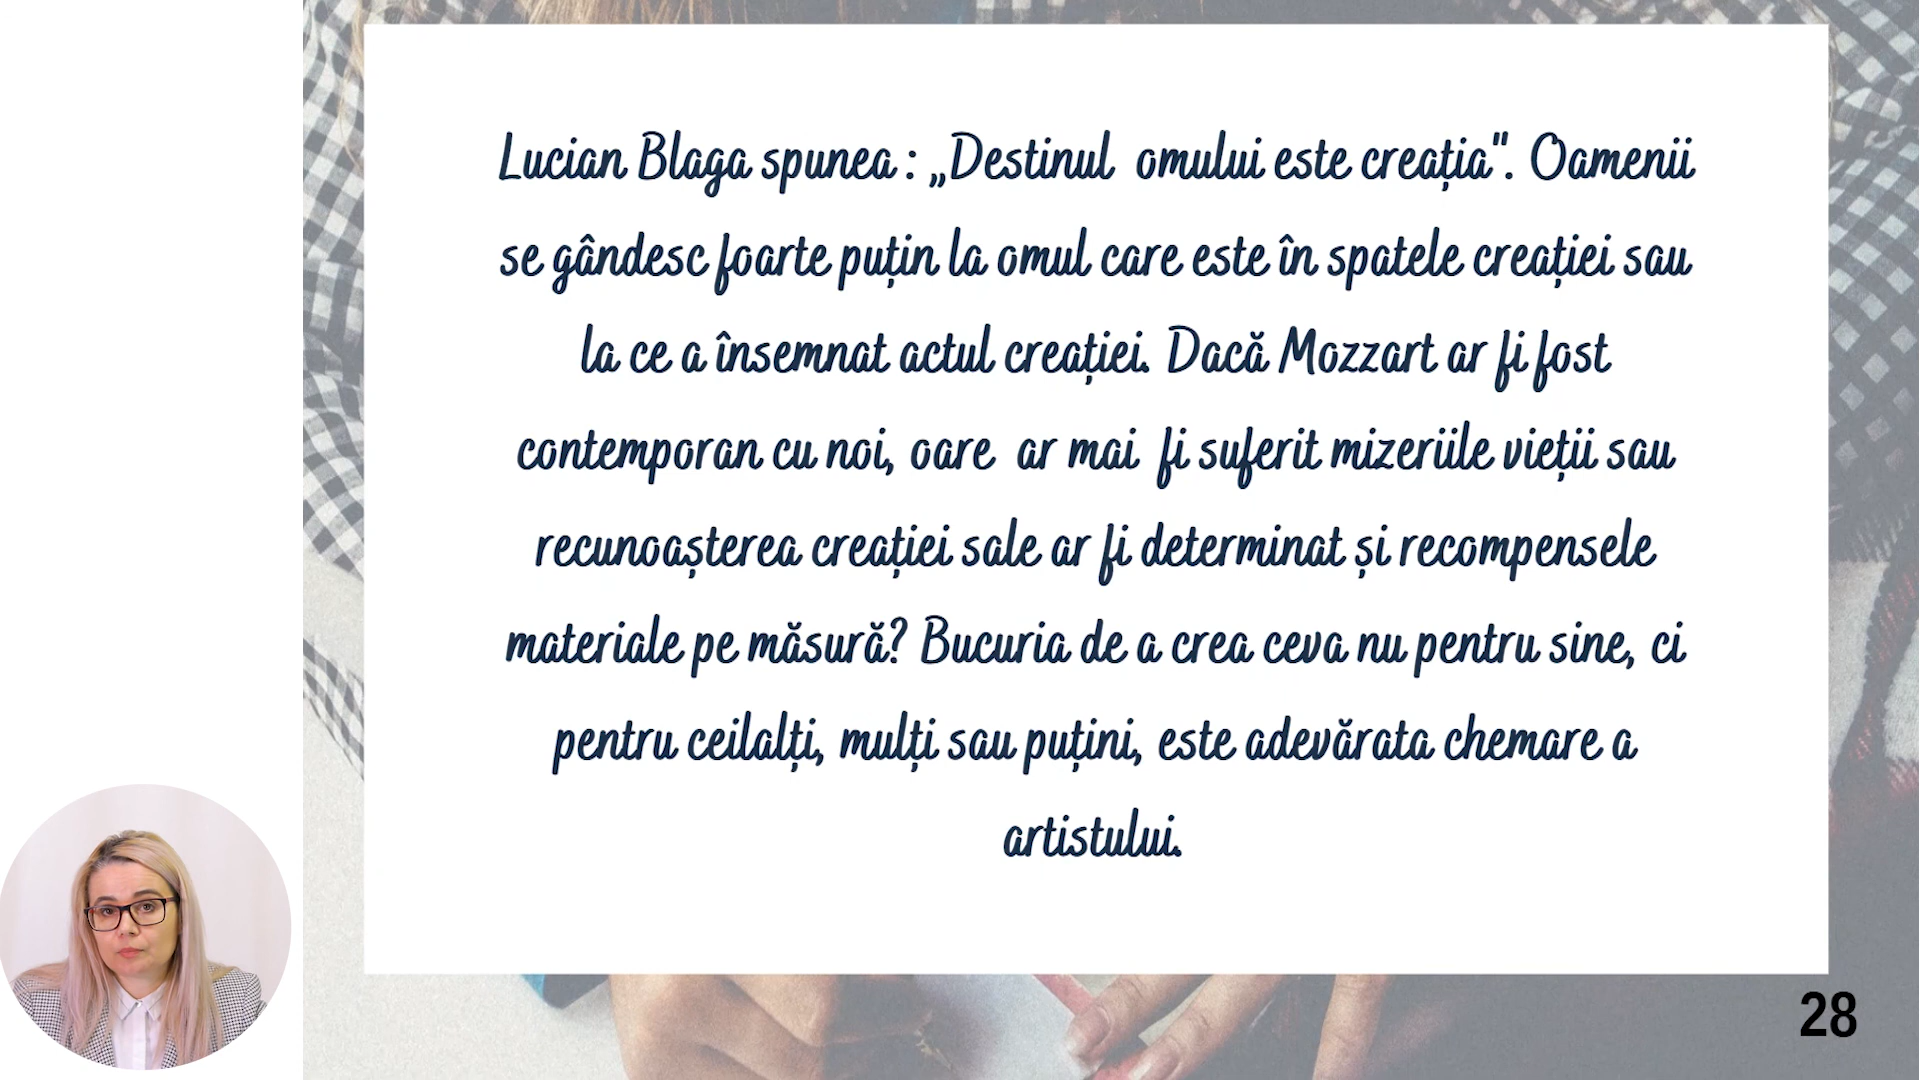 Lucian Blaga spunea : „Destinul omului este creația". Oamenii
se gândesc foarte puțin la omul care este în spatele creației sau
la ce a însemnat actul creației. Dacă Mozzart ar fi fost
contemporan cu noi, oare ar mai fi suferit mizeriile vieții sau
recunoașterea creației sale ar fi determinat și recompensele
materiale pe măsură? Bucuria de a crea ceva nu pentru sine, ci
pentru ceilalți, mulți sau puțini, este adevărata chemare a
artistului.
28